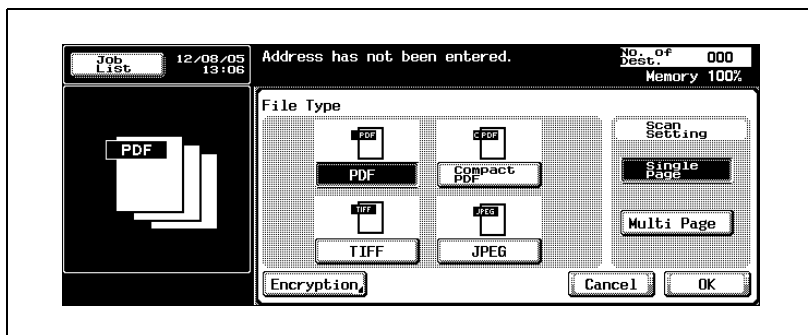 Job List
12/08/05
13:06
Address has not been entered.
No. of Dest. 000
Memory 100%
File Type
PDF
PDF
PDF
C PDF
Compact PDF
TIFF
TIFF
JPEG
JPEG
Scan Setting
Single Page
Multi Page
Encryption
Cancel
OK